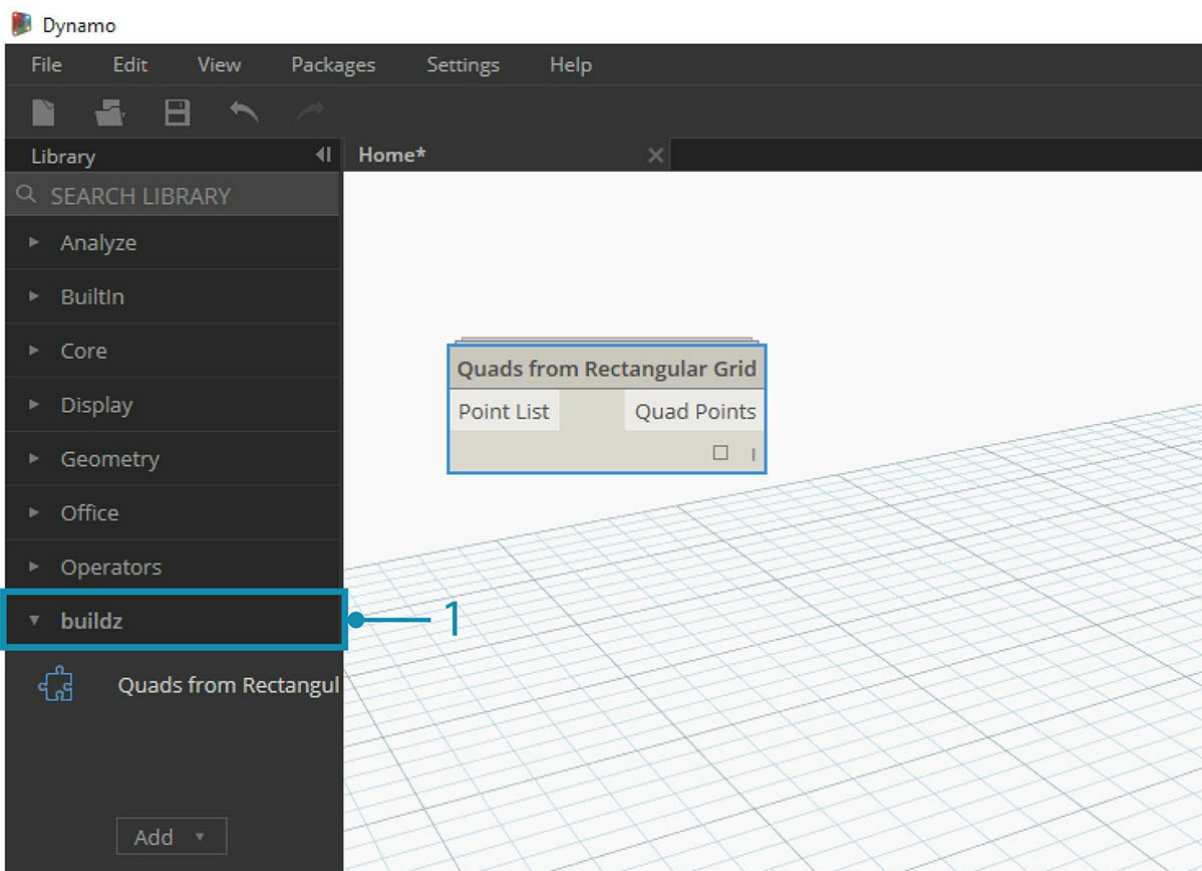 Dynamo
File Edit View Packages Settings Help
Library
Home*
SEARCH LIBRARY
Analyze
BuiltIn
Core
Display
Geometry
Office
Operators
buildz
Quads from Rectangul
Add
Quads from Rectangular Grid
Point List Quad Points
1